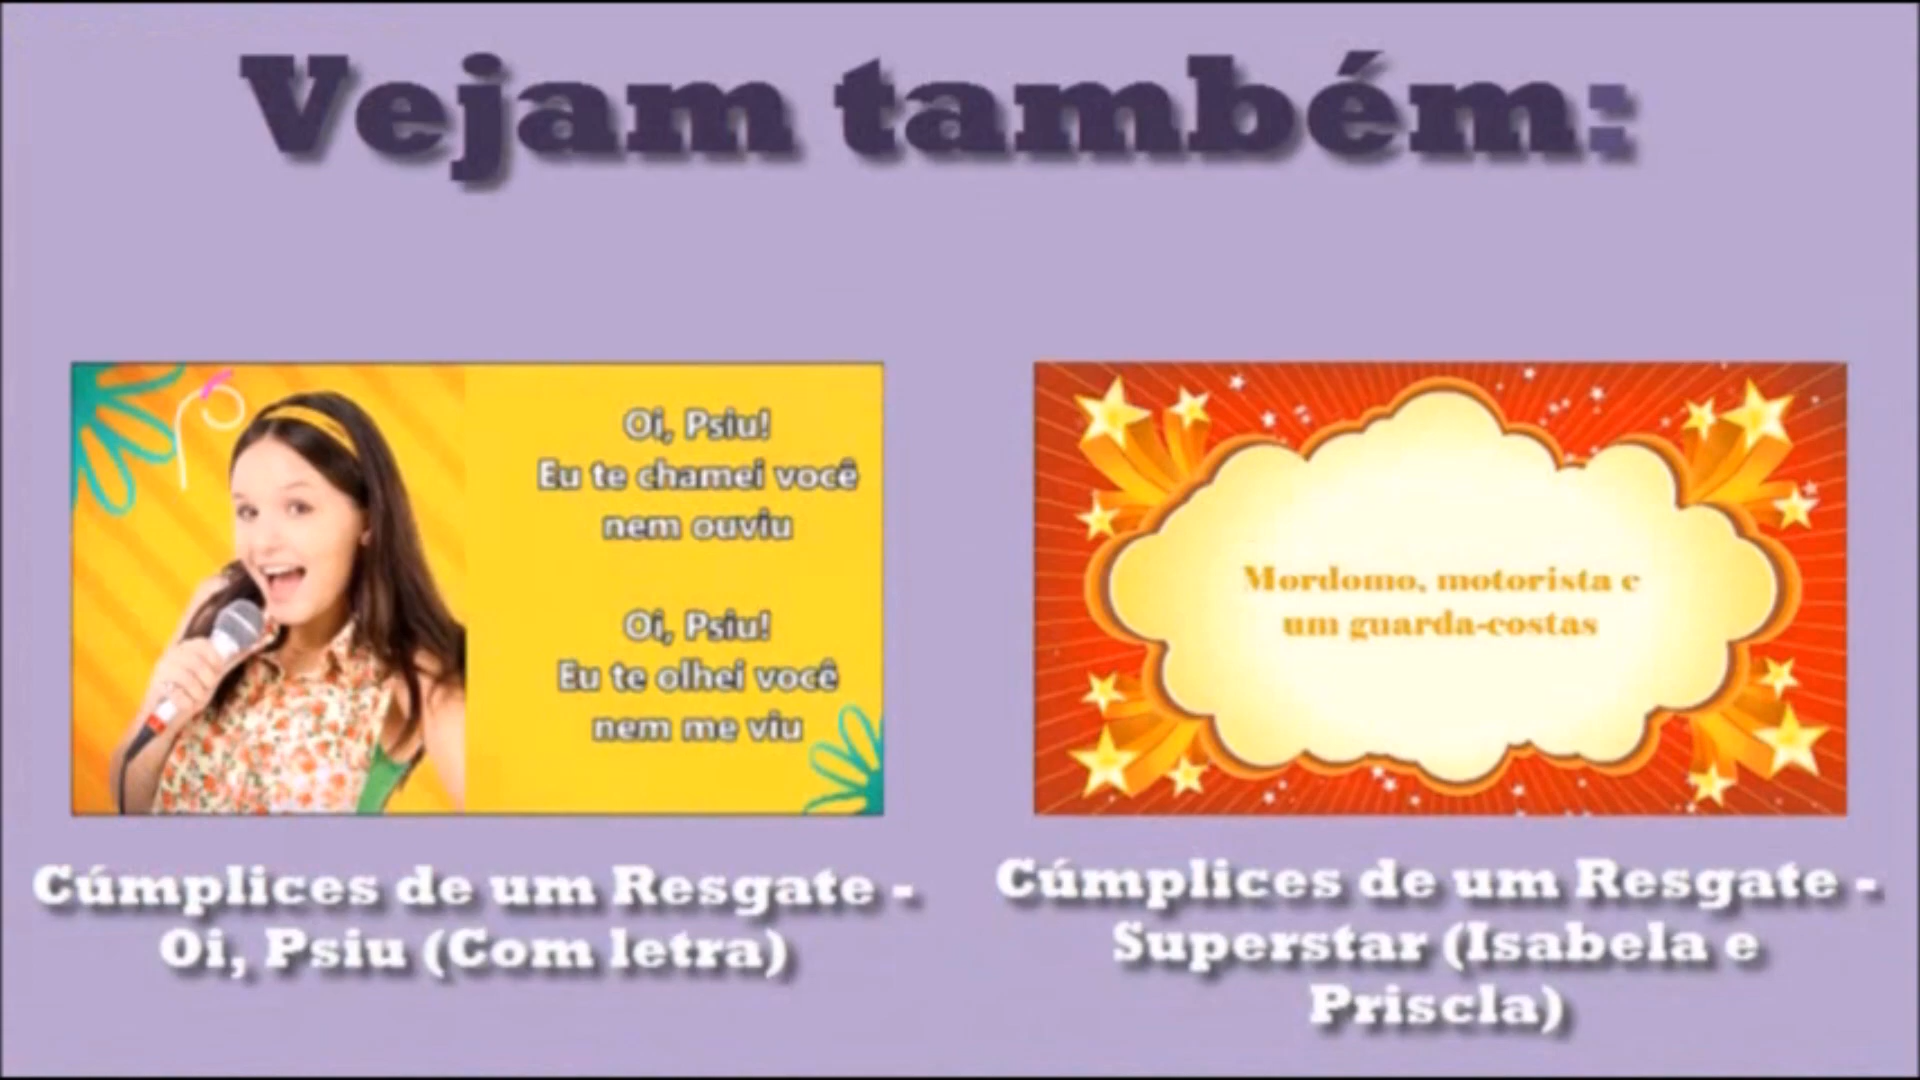 Vejam também:
Oi, Psiu!
Eu te chamei você
nem ouviu
Oi, Psiu!
Eu te olhei você
nem me viu
Mordomo, motorista e
um guarda-costas
Cúmplices de um Resgate -
Oi, Psiu (Com letra)
Cúmplices de um Resgate -
Superstar (Isabela e
Priscla)